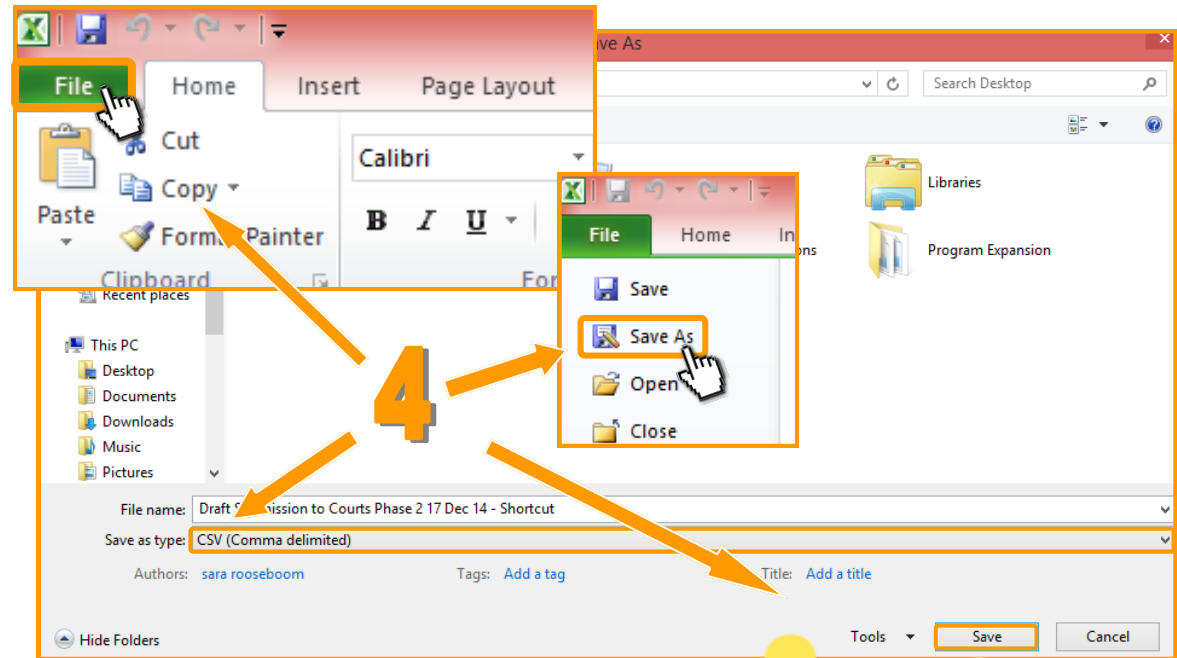 File Home Insert Page Layout
Cut
Copy
Paste
Painter
Clipboard
Calibri
B I U
Save As
Search Desktop
Libraries
Program Expansion
File Home
Save
Save As
Open
Close
Recent places
This PC
Desktop
Documents
Downloads
Music
Pictures
4
File name: Draft to Courts Phase 2 17 Dec 14 - Shortcut
Save as type: CSV (Comma delimited)
Authors: sara rooseboom Tags: Add a tag Title: Add a title
Hide Folders Tools Save Cancel